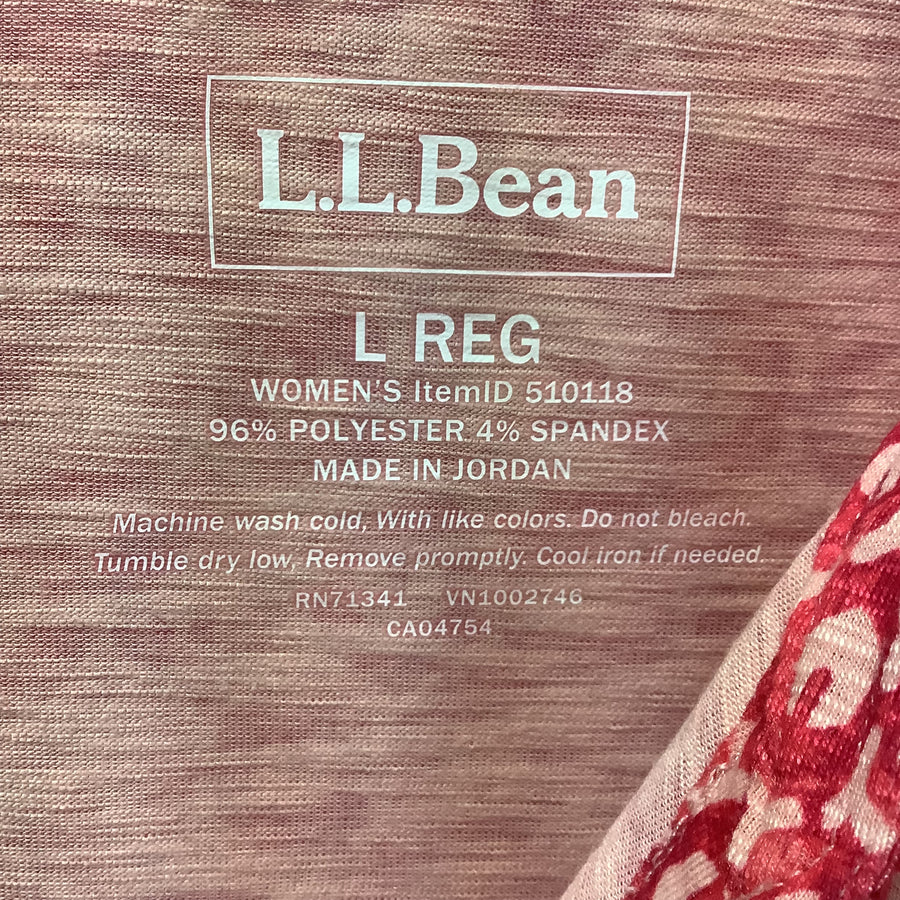 L.L.Bean
L REG
WOMEN'S ItemID 510118
96% POLYESTER 4% SPANDEX
MADE IN JORDAN
Machine wash cold, With like colors. Do not bleach.
Tumble dry low, Remove promptly. Cool iron if needed.
RN71341 VN1002746
CA04754